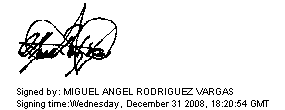 Signed by: MIGUEL ANGEL RODRIGUEZ VARGAS
Signing time:Wednesday, December 31 2008, 18:20:54 GMT